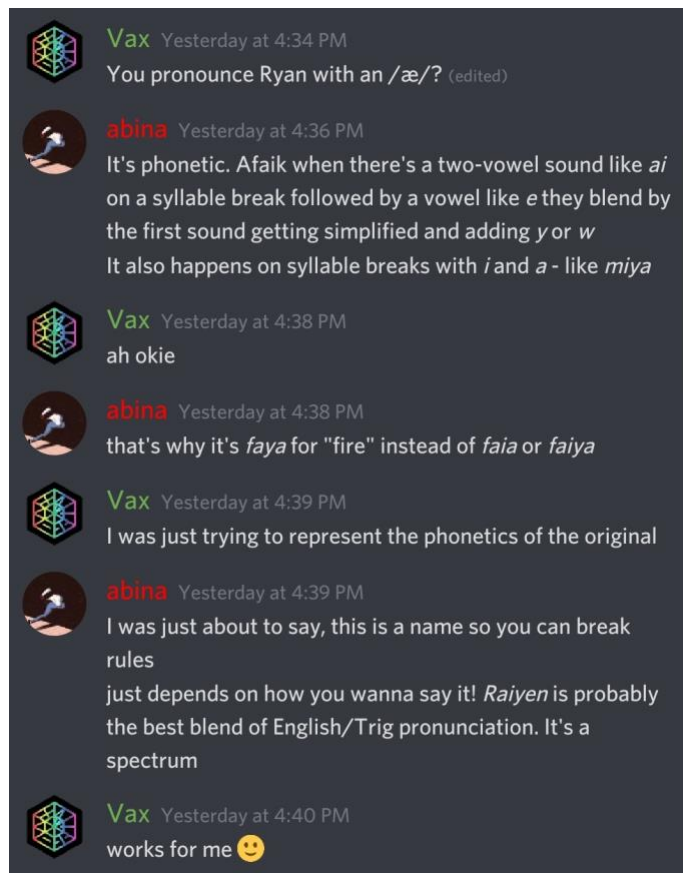 Vax Yesterday at 4:34 PM
You pronounce Ryan with an /æ/? (edited)
abina Yesterday at 4:36 PM
It's phonetic. Afaik when there's a two-vowel sound like ai
on a syllable break followed by a vowel like e they blend by
the first sound getting simplified and adding y or w
It also happens on syllable breaks with i and a - like miya
Vax Yesterday at 4:38 PM
ah okie
abina Yesterday at 4:38 PM
that's why it's faya for "fire" instead of faia or faiya
Vax Yesterday at 4:39 PM
I was just trying to represent the phonetics of the original
abina Yesterday at 4:39 PM
I was just about to say, this is a name so you can break
rules
just depends on how you wanna say it! Raiyen is probably
the best blend of English/Trig pronunciation. It's a
spectrum
Vax Yesterday at 4:40 PM
works for me 🙂